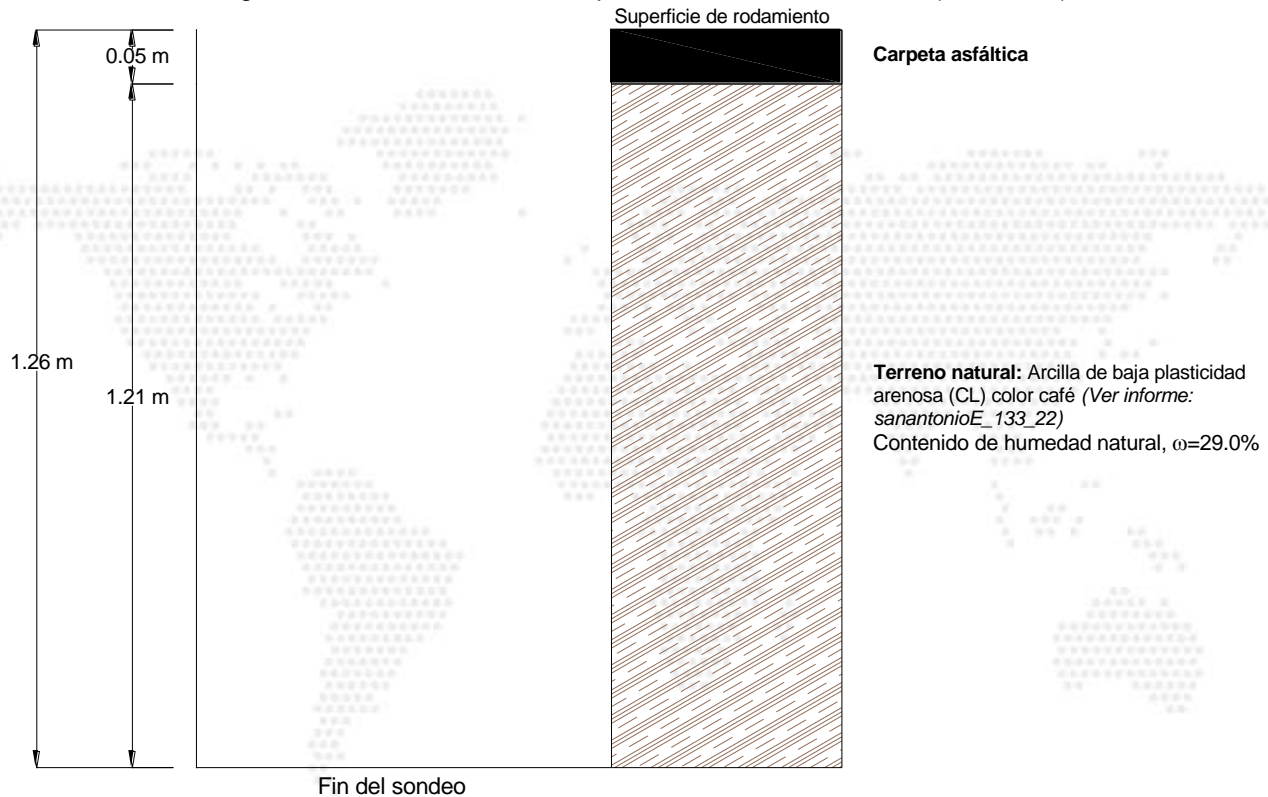 Superficie de rodamiento
0.05 m
Carpeta asfáltica
1.26 m
1.21 m
Terreno natural: Arcilla de baja plasticidad
arenosa (CL) color café (Ver informe:
sanantonioE_133_22)
Contenido de humedad natural, ω=29.0%
Fin del sondeo